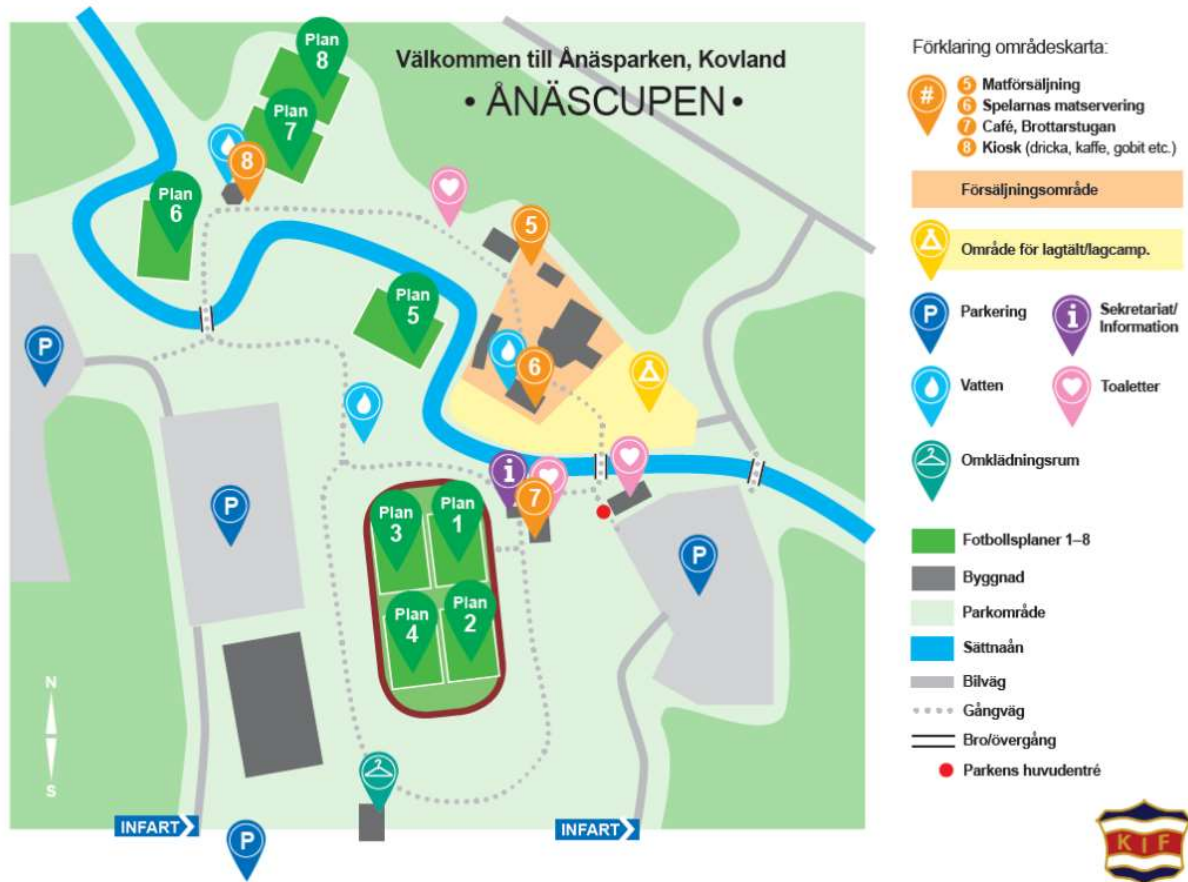 Välkommen till Ånäsparken, Kovland
• ÅNÄSCUPEN •
Plan
8
Plan
7
8
Plan
6
5
Plan
5
6
P
i
7
Plan
3
Plan
1
P
P
Plan
4
Plan
2
N
S
INFART
P
INFART
Förklaring områdeskarta:
#
5 Matförsäljning
6 Spelarnas matservering
7 Café, Brottarstugan
8 Kiosk (dricka, kaffe, gobit etc.)
Försäljningsområde
Område för lagtält/lagcamp.
P Parkering
i Sekretariat/
Information
Vatten
Toaletter
Omklädningsrum
Fotbollsplaner 1–8
Byggnad
Parkområde
Sättnaån
Bilväg
Gångväg
Bro/övergång
Parkens huvudentré
KIF